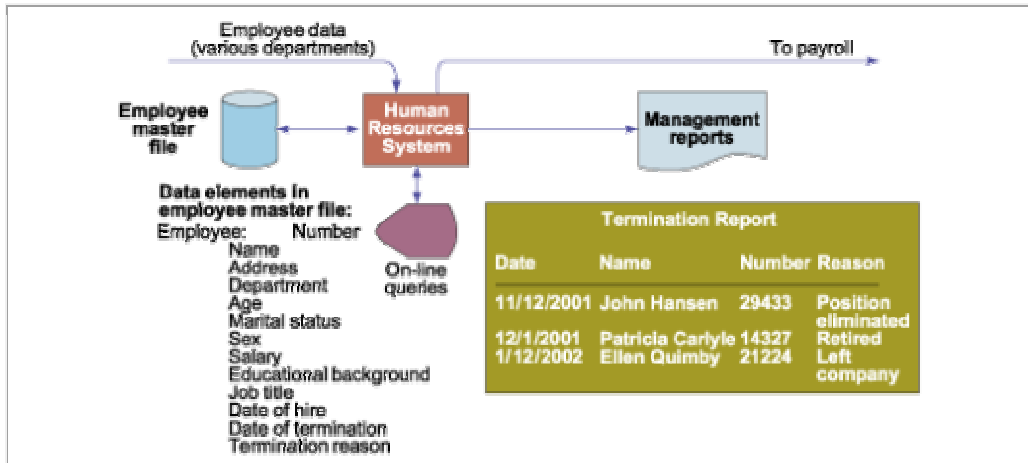 Employee data
(various departments)
To payroll
Employee
master
file
Human
Resources
System
Management
reports
Data elements in
employee master file:
Employee: Number
Name
Address
Department
Age
Marital status
Sex
Salary
Educational background
Job title
Date of hire
Date of termination
Termination reason
On-line
queries
Termination Report
Date Name Number Reason
11/12/2001 John Hansen 29433 Position
eliminated
12/1/2001 Patricia Carlyle 14327 Retired
1/12/2002 Ellen Quimby 21224 Left
company